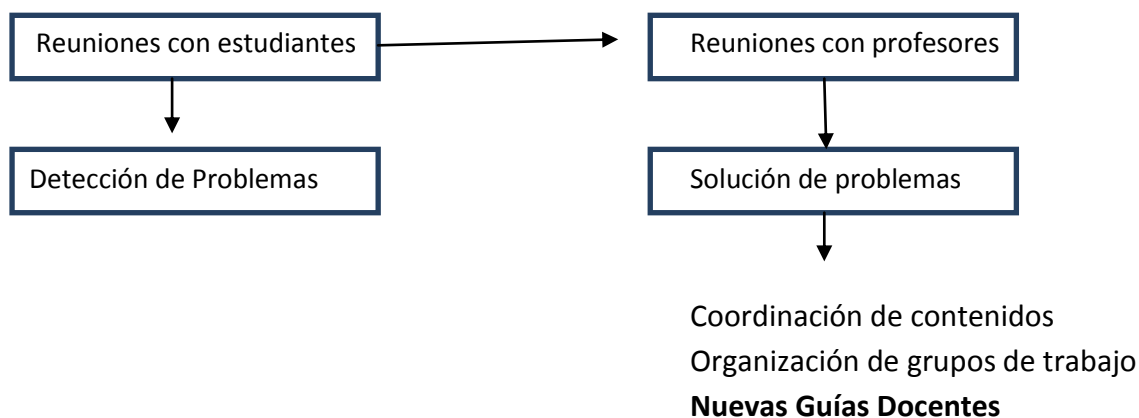 Reuniones con estudiantes
Reuniones con profesores
Detección de Problemas
Solución de problemas
Coordinación de contenidos
Organización de grupos de trabajo
Nuevas Guías Docentes